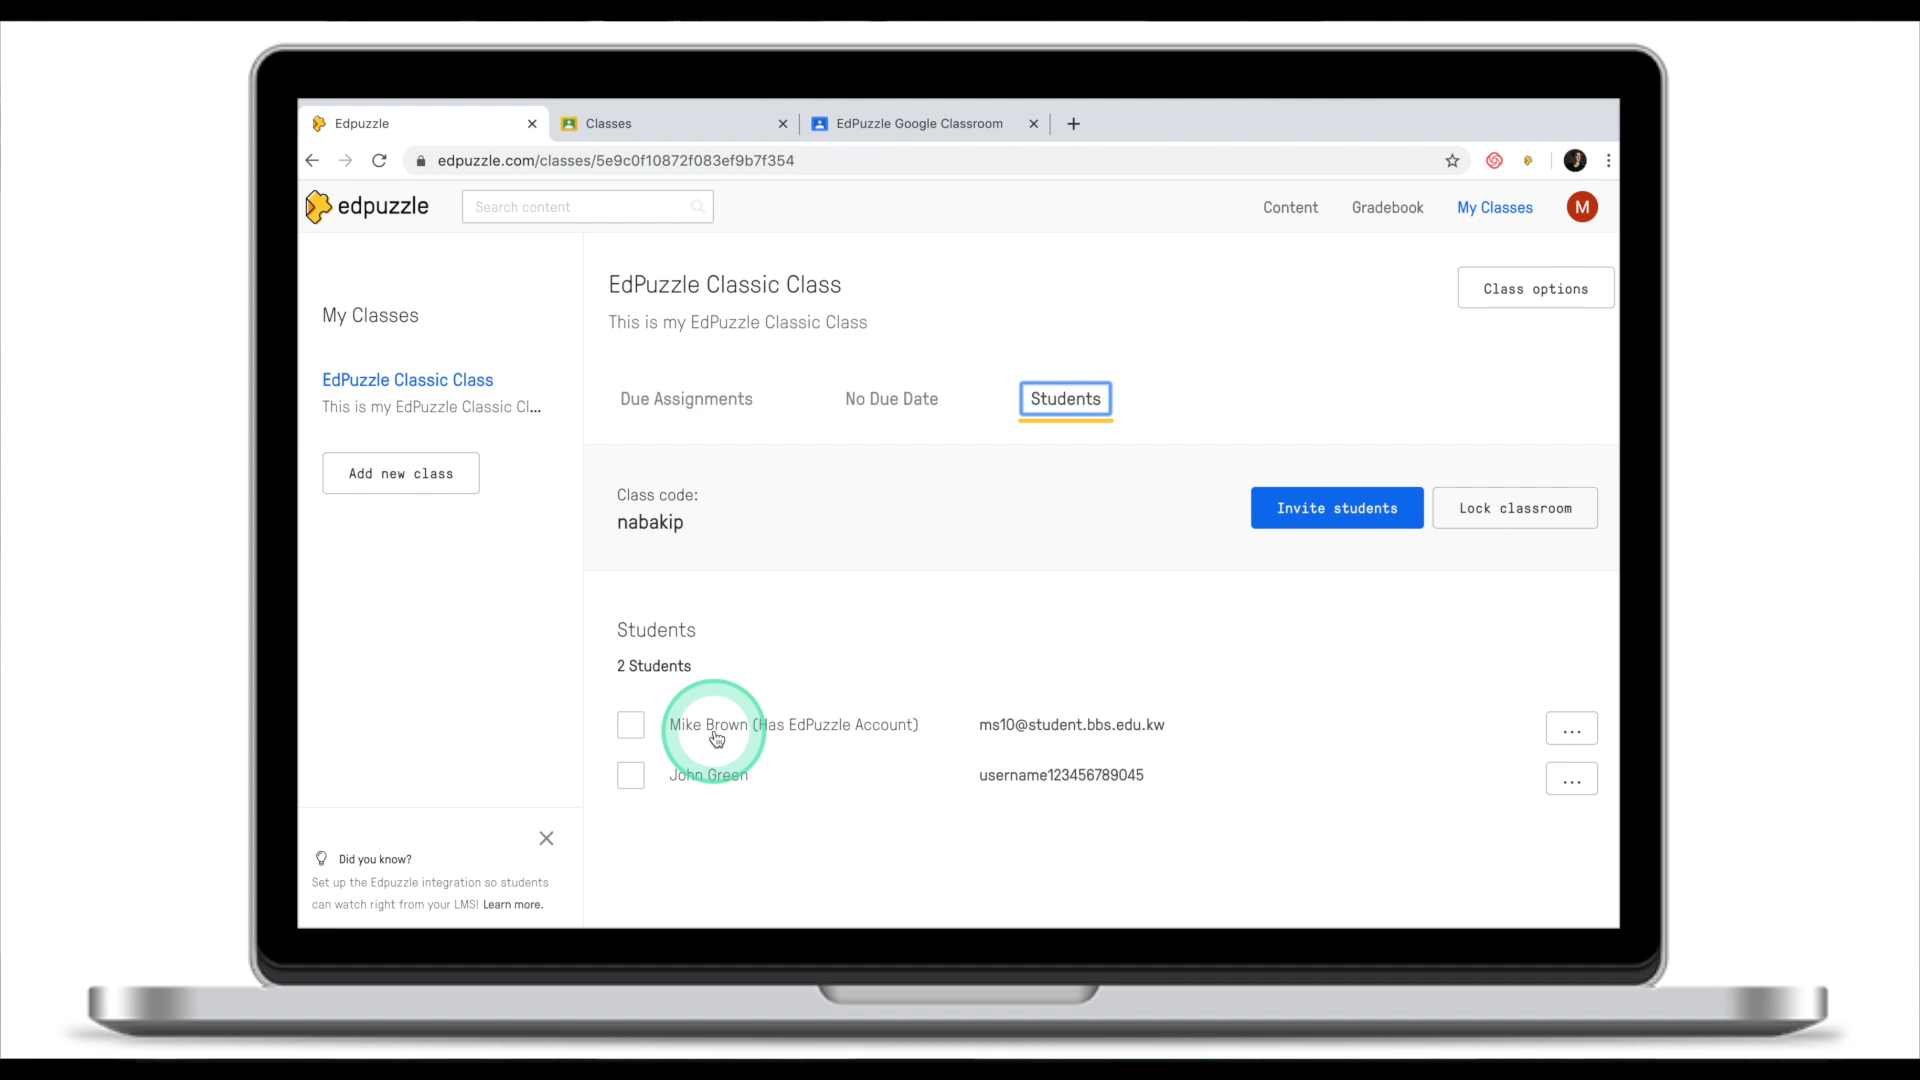 Edpuzzle
Classes
EdPuzzle Google Classroom
edpuzzle.com/classes/5e9c0f10872f083ef9b7f354
edpuzzle
Search content
Content
Gradebook
My Classes
M
My Classes
EdPuzzle Classic Class
This is my EdPuzzle Classic Cl...
Add new class
EdPuzzle Classic Class
This is my EdPuzzle Classic Class
Class options
Due Assignments
No Due Date
Students
Class code:
nabakip
Invite students
Lock classroom
Students
2 Students
Mike Brown (Has EdPuzzle Account)
ms10@student.bbs.edu.kw
...
John Green
username123456789045
...
Did you know?
Set up the Edpuzzle integration so students
can watch right from your LMS! Learn more.